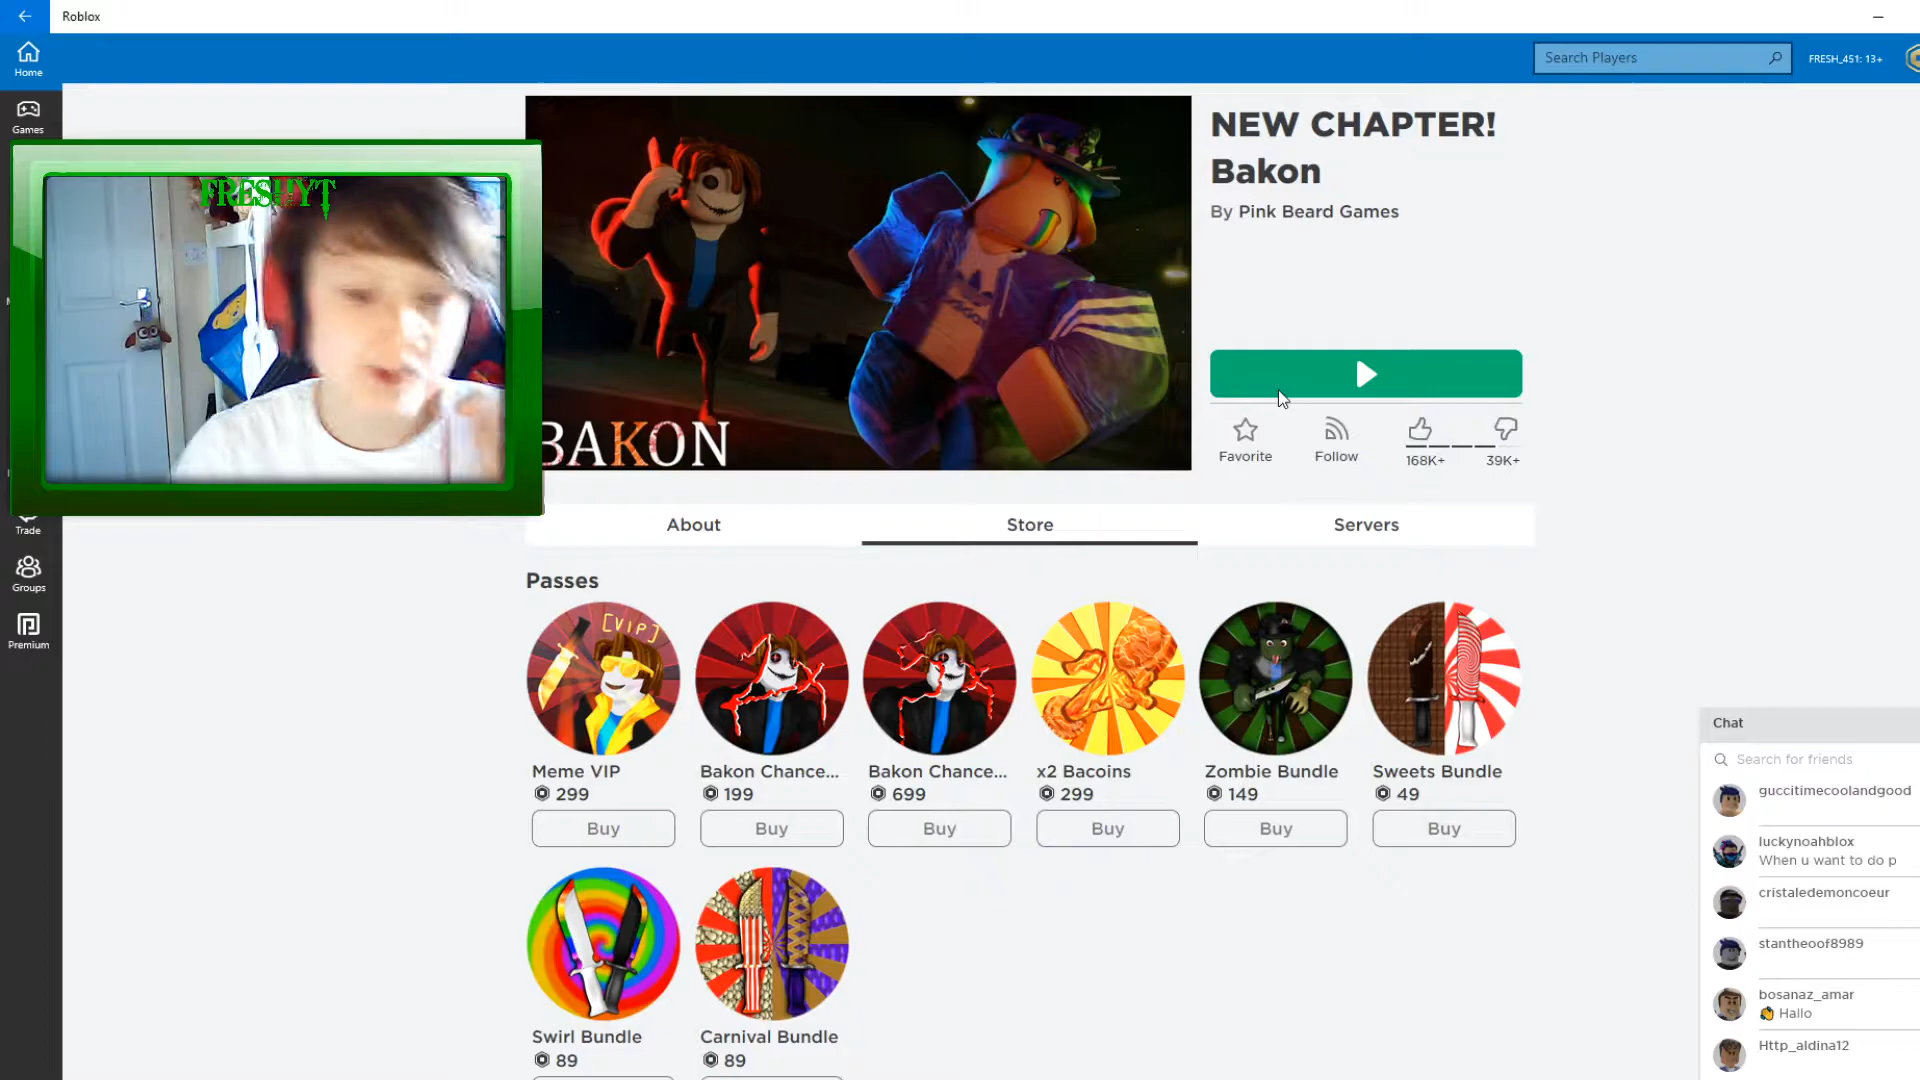 Roblox
Home
Search Players
FRESH_451: 13+
Games
FRESHYT
BAKON
NEW CHAPTER!
Bakon
By Pink Beard Games
Favorite
Follow
168K+
39K+
Trade
Groups
Premium
About
Store
Servers
Passes
[VIP]
Meme VIP
299
Buy
Bakon Chance...
199
Buy
Bakon Chance...
699
Buy
x2 Bacoins
299
Buy
Zombie Bundle
149
Buy
Sweets Bundle
49
Buy
Swirl Bundle
89
Carnival Bundle
89
Chat
Search for friends
guccitimecoolandgood
luckynoahblox
When u want to do p
cristaledemoncoeur
stantheoof8989
bosanaz_amar
Hallo
Http_aldina12